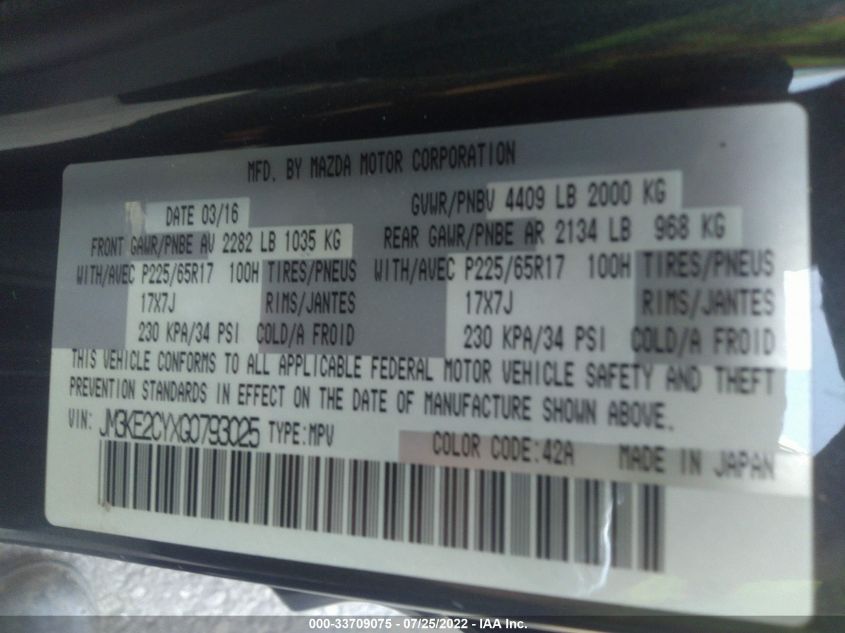 MFD. BY MAZDA MOTOR CORPORATION
DATE 03/16 GVWR/PNBV 4409 LB 2000 KG
FRONT GAWR/PNBE AV 2282 LB 1035 KG REAR GAWR/PNBE AR 2134 LB 968 KG
WITH/AVEC P225/65R17 100H TIRES/PNEUS WITH/AVEC P225/65R17 100H TIRES/PNEUS
17X7J RIMS/JANTES 17X7J RIMS/JANTES
230 KPA/34 PSI COLD/A FROID 230 KPA/34 PSI COLD/A FROID
THIS VEHICLE CONFORMS TO ALL APPLICABLE FEDERAL MOTOR VEHICLE SAFETY AND THEFT
PREVENTION STANDARDS IN EFFECT ON THE DATE OF MANUFACTURE SHOWN ABOVE.
VIN: JM3KE2CYXG0793025 TYPE:MPV COLOR CODE:42A MADE IN JAPAN
000-33709075 - 07/25/2022 - IAA Inc.